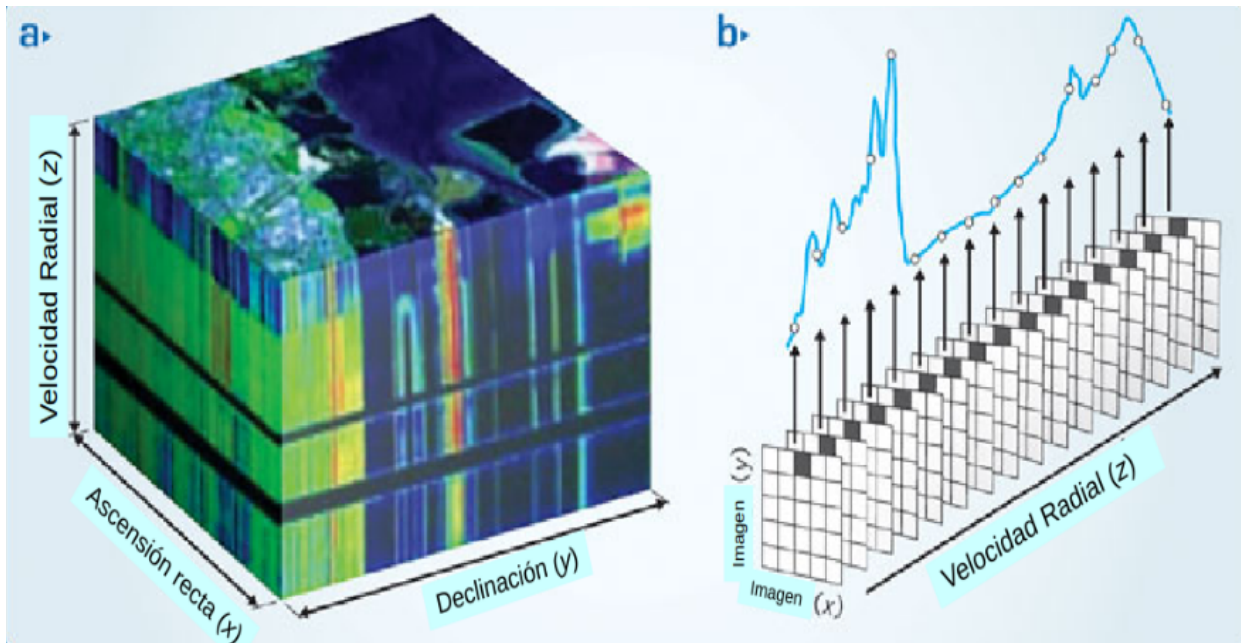 a
Velocidad Radial (z)
Ascensión recta (x)
Declinación (y)
b
Imagen (y)
Imagen (x)
Velocidad Radial (z)